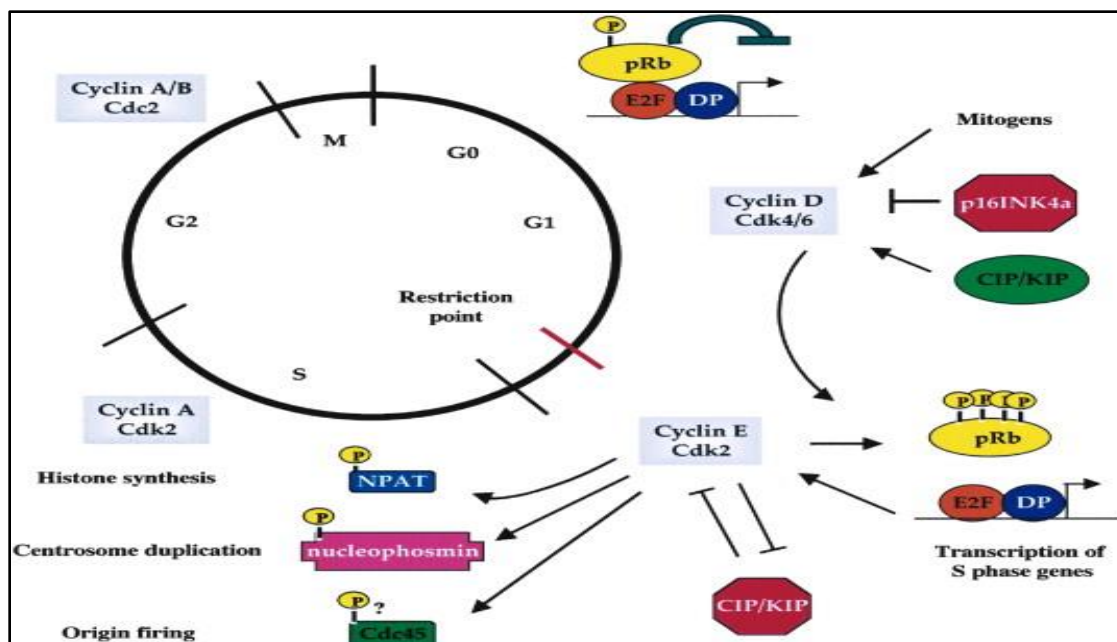 P
pRb
E2F DP
Cyclin A/B
Cdc2
M
G0
Mitogens
G2
G1
Cyclin D
Cdk4/6
p16INK4a
CIP/KIP
Restriction
point
S
Cyclin A
Cdk2
Cyclin E
Cdk2
P P P
pRb
Histone synthesis
P
NPAT
E2F DP
P
Centrosome duplication
nucleophosmin
Transcription of
S phase genes
P ?
CIP/KIP
Origin firing
Cdc45